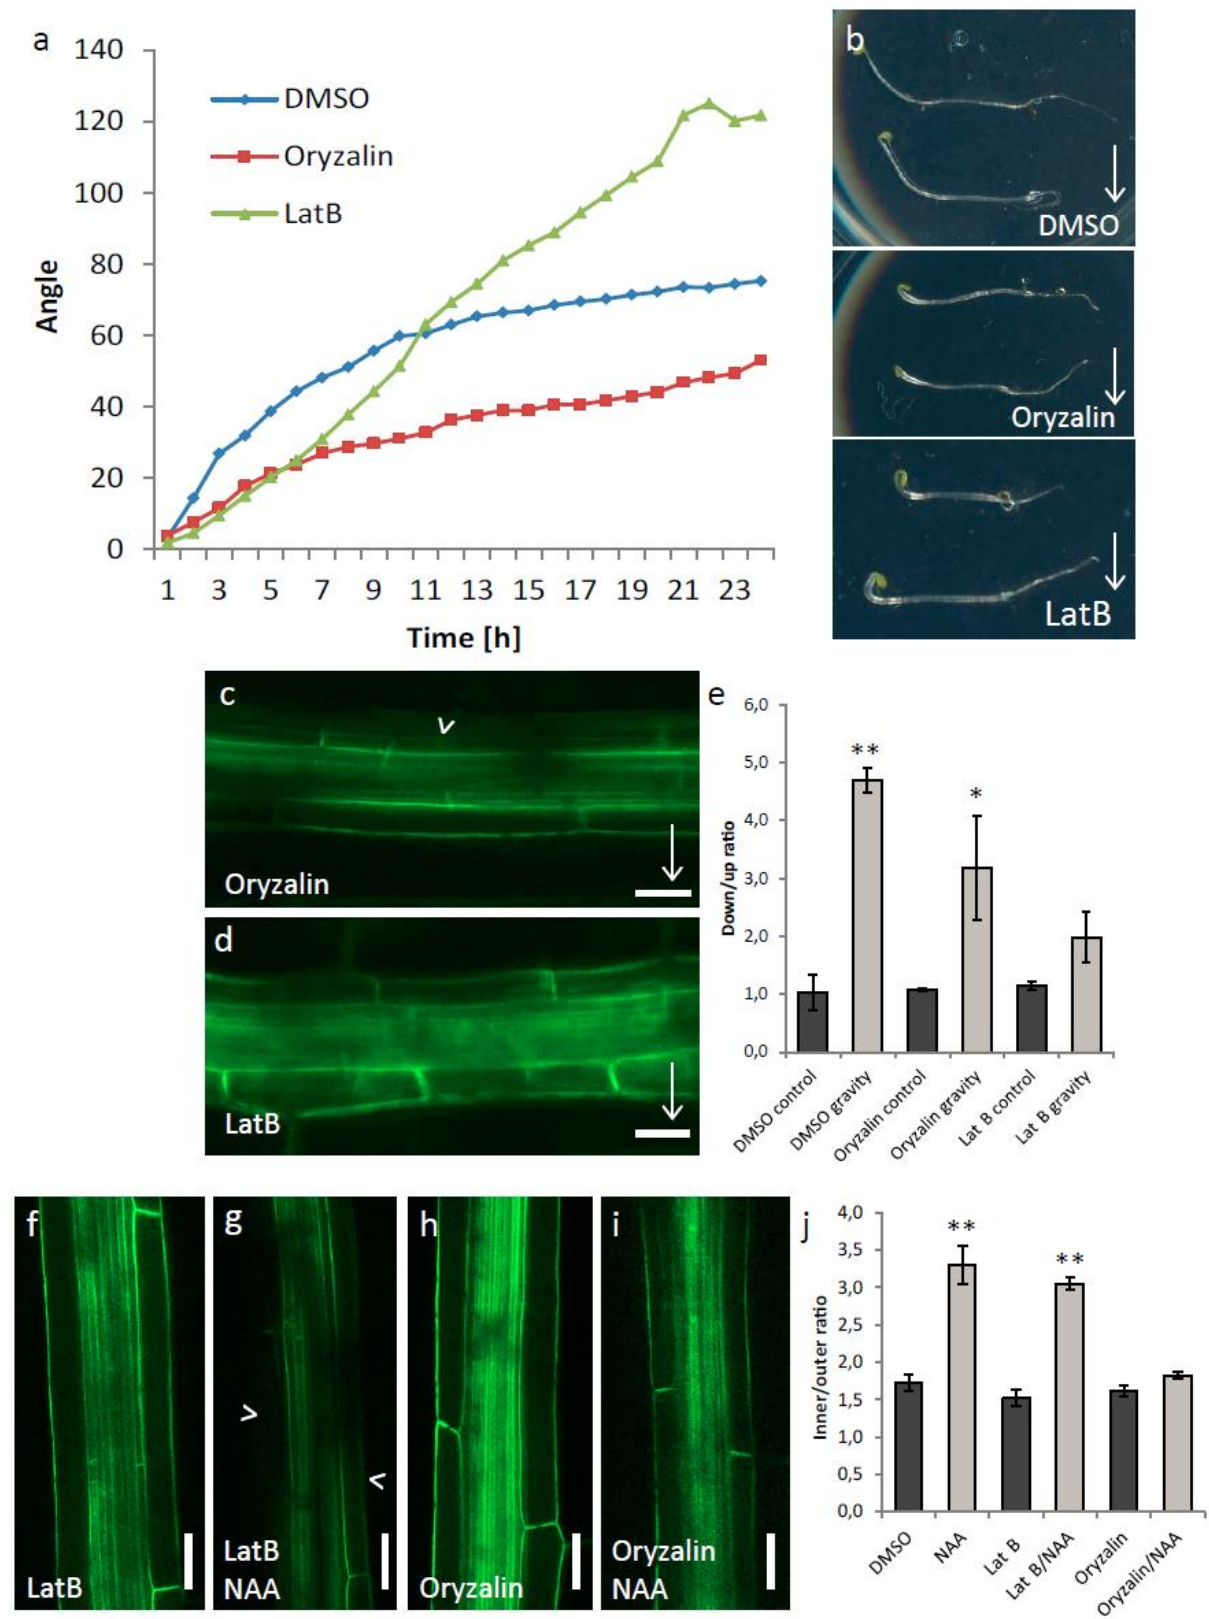 a
140
120
100
80
60
40
20
0
Angle
DMSO
Oryzalin
LatB
1 3 5 7 9 11 13 15 17 19 21 23
Time [h]
b
DMSO
Oryzalin
LatB
c
Oryzalin
d
LatB
e
6,0
5,0
4,0
3,0
2,0
1,0
0,0
Down/up ratio
**
*
DMSO control
DMSO gravity
Oryzalin control
Oryzalin gravity
Lat B control
Lat B gravity
f
LatB
g
LatB
NAA
h
Oryzalin
i
Oryzalin
NAA
j
4,0
3,5
3,0
2,5
2,0
1,5
1,0
0,5
0,0
Inner/outer ratio
**
**
DMSO
NAA
Lat B
Lat B/NAA
Oryzalin
Oryzalin/NAA